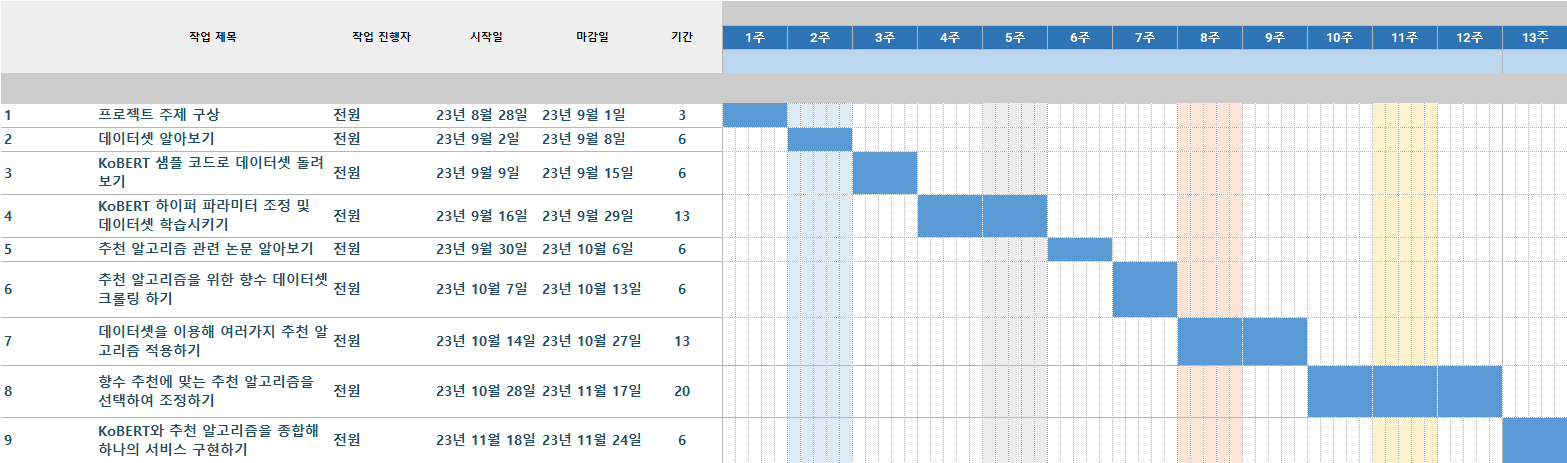 작업 제목 작업 진행자 시작일 마감일 기간 1주 2주 3주 4주 5주 6주 7주 8주 9주 10주 11주 12주 13주
1 프로젝트 주제 구상 전원 23년 8월 28일 23년 9월 1일 3
2 데이터셋 알아보기 전원 23년 9월 2일 23년 9월 8일 6
3 KoBERT 샘플 코드로 데이터셋 돌려
보기 전원 23년 9월 9일 23년 9월 15일 6
4 KoBERT 하이퍼 파라미터 조정 및
데이터셋 학습시키기 전원 23년 9월 16일 23년 9월 29일 13
5 추천 알고리즘 관련 논문 알아보기 전원 23년 9월 30일 23년 10월 6일 6
6 추천 알고리즘을 위한 향수 데이터셋
크롤링 하기 전원 23년 10월 7일 23년 10월 13일 6
7 데이터셋을 이용해 여러가지 추천 알
고리즘 적용하기 전원 23년 10월 14일 23년 10월 27일 13
8 향수 추천에 맞는 추천 알고리즘을
선택하여 조정하기 전원 23년 10월 28일 23년 11월 17일 20
9 KoBERT와 추천 알고리즘을 종합해
하나의 서비스 구현하기 전원 23년 11월 18일 23년 11월 24일 6